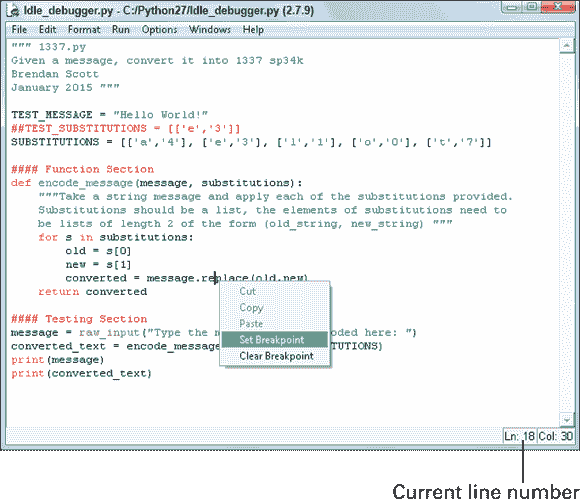 Idle_debugger.py - C:/Python27/Idle_debugger.py (2.7.9)
File Edit Format Run Options Windows Help
""" 1337.py
Given a message, convert it into 1337 sp34k
Brendan Scott
January 2015 """
TEST_MESSAGE = "Hello World!"
##TEST_SUBSTITUTIONS = [['e','3']]
SUBSTITUTIONS = [['a','4'], ['e','3'], ['l','1'], ['o','0'], ['t','7']]
#### Function Section
def encode_message(message, substitutions):
    """Take a string message and apply each of the substitutions provided.
    Substitutions should be a list, the elements of substitutions need to
    be lists of length 2 of the form (old_string, new_string) """
    for s in substitutions:
        old = s[0]
        new = s[1]
        converted = message.replace(old,new)
    return converted
#### Testing Section
message = raw_input("Type the m oded here: ")
converted_text = encode_messag TUTIONS)
print(message)
print(converted_text)
Cut
Copy
Paste
Set Breakpoint
Clear Breakpoint
Ln: 18 Col: 30
Current line number